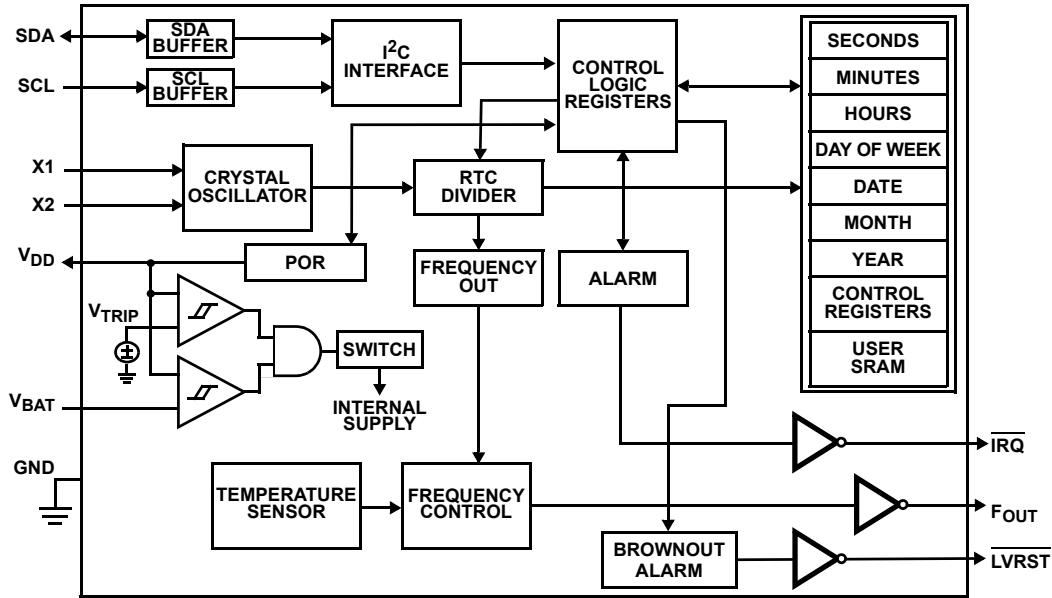 SDA
SDA
BUFFER
SCL
SCL
BUFFER
I²C
INTERFACE
CONTROL
LOGIC
REGISTERS
SECONDS
MINUTES
HOURS
DAY OF WEEK
DATE
MONTH
YEAR
CONTROL
REGISTERS
USER
SRAM
X1
X2
CRYSTAL
OSCILLATOR
RTC
DIVIDER
VDD
POR
FREQUENCY
OUT
ALARM
VTRIP
SWITCH
INTERNAL
SUPPLY
VBAT
GND
TEMPERATURE
SENSOR
FREQUENCY
CONTROL
BROWNOUT
ALARM
IRQ
FOUT
LVRST